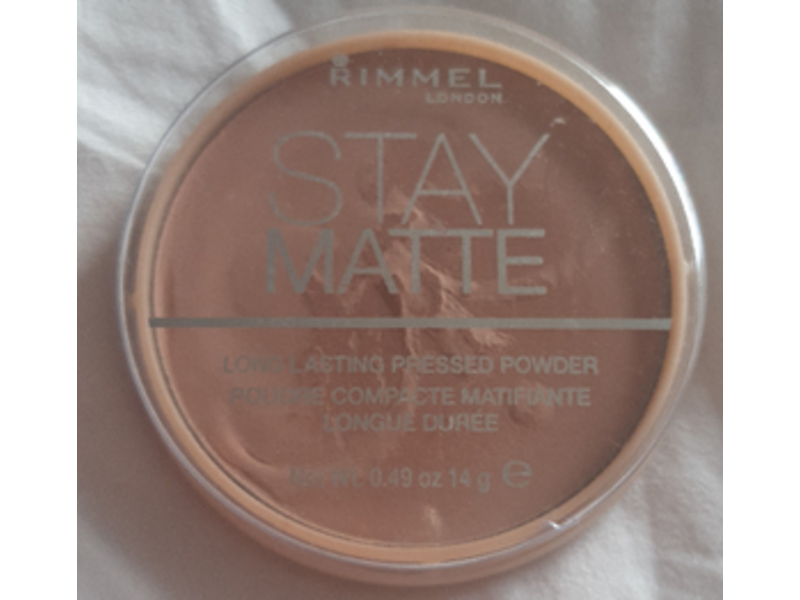 RIMMEL
LONDON
STAY
MATTE
LONG LASTING PRESSED POWDER
POUDRE COMPACTE MATIFIANTE
LONGUE DURÉE
Net Wt. 0.49 oz 14 g e